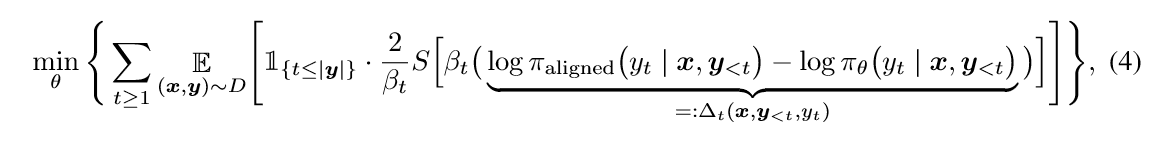 min_θ { ∑_{t≥1} 𝔼_{(x,y)∼D} [ 𝟙_{t≤|y|} · 2/β_t S[ β_t ( log π_aligned(y_t | x, y_{<t}) − log π_θ(y_t | x, y_{<t}) ) ] ] }, (4)
=:Δ_t(x,y_{<t},y_t)